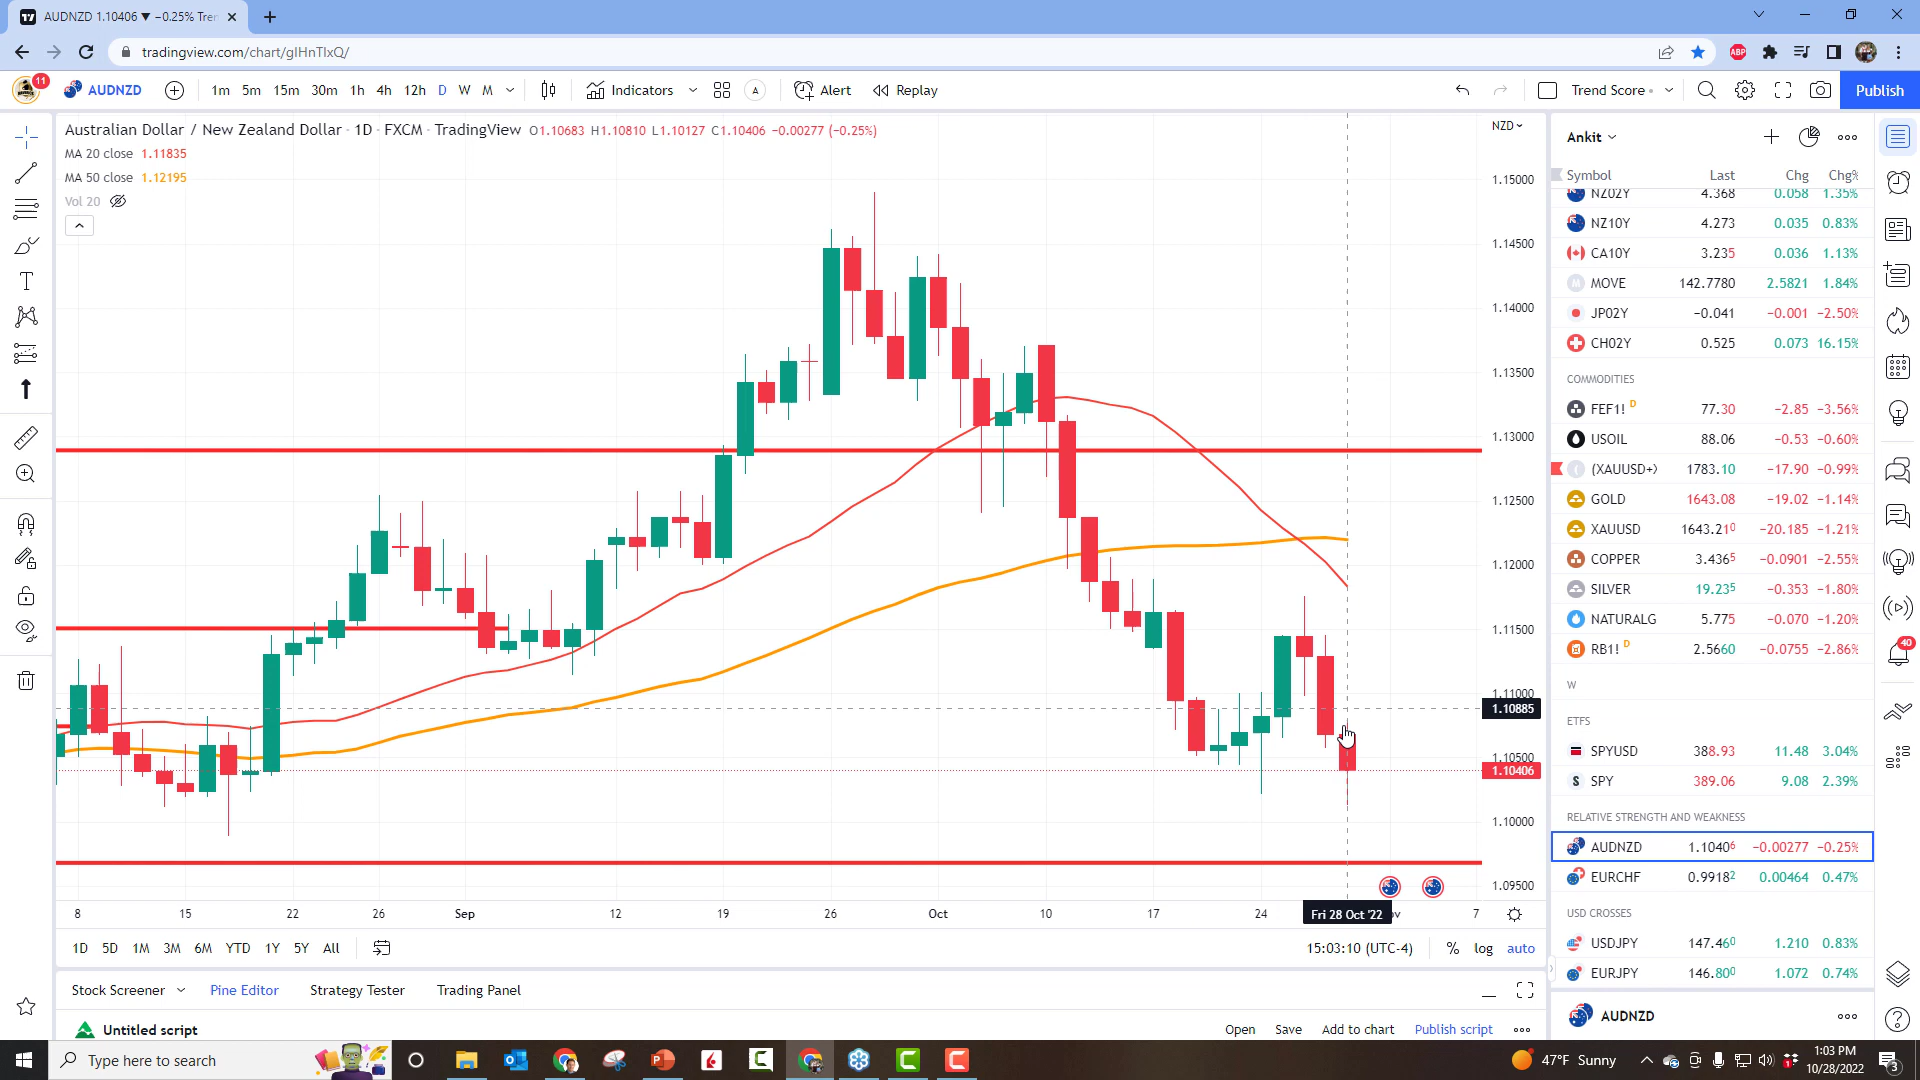 AUDNZD 1.10406 ▼ −0.25% Tren
tradingview.com/chart/gIHnTlxQ/
ABP
11
AUDNZD 1m 5m 15m 30m 1h 4h 12h D W M Indicators A Alert Replay Trend Score Publish
Australian Dollar / New Zealand Dollar · 1D · FXCM · TradingView O1.10683 H1.10810 L1.10127 C1.10406 −0.00277 (−0.25%)
MA 20 close 1.11835
MA 50 close 1.12195
Vol 20
NZD
1.15000
1.14500
1.14000
1.13500
1.13000
1.12500
1.12000
1.11500
1.11000
1.10885
1.10500
1.10406
1.10000
1.09500
8 15 22 26 Sep 12 19 26 Oct 10 17 24 Fri 28 Oct '22 7
1D 5D 1M 3M 6M YTD 1Y 5Y All 15:03:10 (UTC-4) % log auto
Stock Screener Pine Editor Strategy Tester Trading Panel
Untitled script Open Save Add to chart Publish script
Ankit
Symbol Last Chg Chg%
NZ02Y 4.368 0.058 1.35%
NZ10Y 4.273 0.035 0.83%
CA10Y 3.235 0.036 1.13%
M MOVE 142.7780 2.5821 1.84%
JP02Y −0.041 −0.001 −2.50%
CH02Y 0.525 0.073 16.15%
COMMODITIES
FEF1! D 77.30 −2.85 −3.56%
USOIL 88.06 −0.53 −0.60%
(XAUUSD+) 1783.10 −17.90 −0.99%
GOLD 1643.08 −19.02 −1.14%
XAUUSD 1643.210 −20.185 −1.21%
COPPER 3.4365 −0.0901 −2.55%
SILVER 19.235 −0.353 −1.80%
NATURALG 5.775 −0.070 −1.20%
RB1! D 2.5660 −0.0755 −2.86%
W
ETFS
SPYUSD 388.93 11.48 3.04%
S SPY 389.06 9.08 2.39%
RELATIVE STRENGTH AND WEAKNESS
AUDNZD 1.10406 −0.00277 −0.25%
EURCHF 0.99182 0.00464 0.47%
USD CROSSES
USDJPY 147.460 1.210 0.83%
EURJPY 146.800 1.072 0.74%
AUDNZD
40
Type here to search
47°F Sunny
1:03 PM
10/28/2022
3